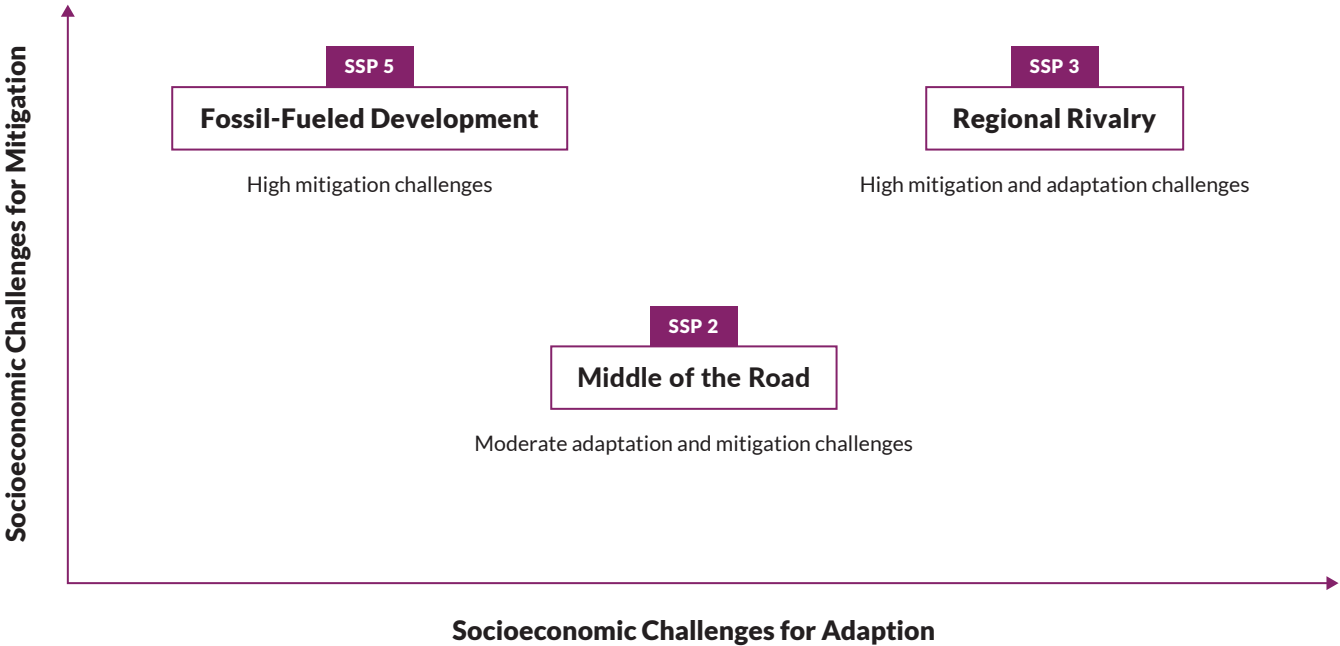 Socioeconomic Challenges for Mitigation
SSP 5
Fossil-Fueled Development
High mitigation challenges
SSP 3
Regional Rivalry
High mitigation and adaptation challenges
SSP 2
Middle of the Road
Moderate adaptation and mitigation challenges
Socioeconomic Challenges for Adaption